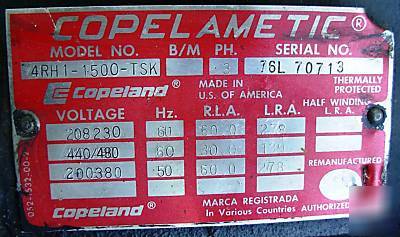 COPELAMETIC®
MODEL NO. B/M PH. SERIAL NO.
4RH1-1500-TSK 3 76L 70713
Copeland® MADE IN U.S. OF AMERICA THERMALLY PROTECTED
VOLTAGE Hz. R.L.A. L.R.A. HALF WINDING L.R.A.
208230 60 60.0 278
440/480 60 30.0 139
200380 50 60.0 278
REMANUFACTURED
052-532-00
Copeland® MARCA REGISTRADA
In Various Countries AUTHORIZED